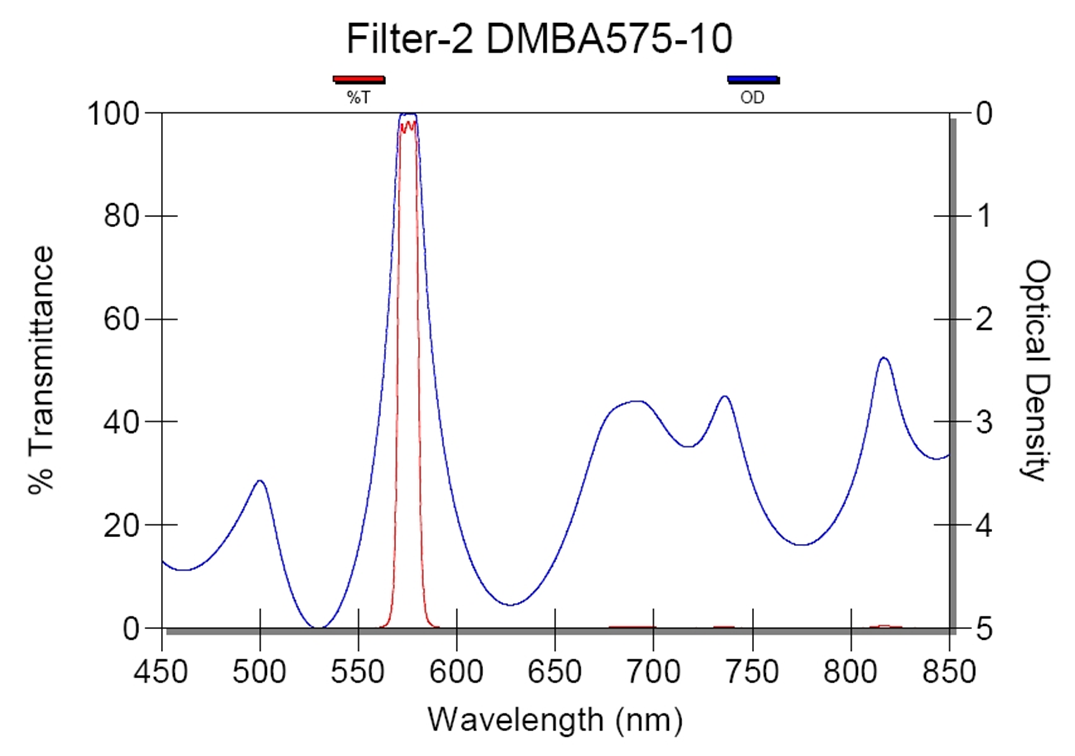 Filter-2 DMBA575-10
%T OD
100 0
80 1
60 2
40 3
20 4
0 5
% Transmittance
Optical Density
450 500 550 600 650 700 750 800 850
Wavelength (nm)